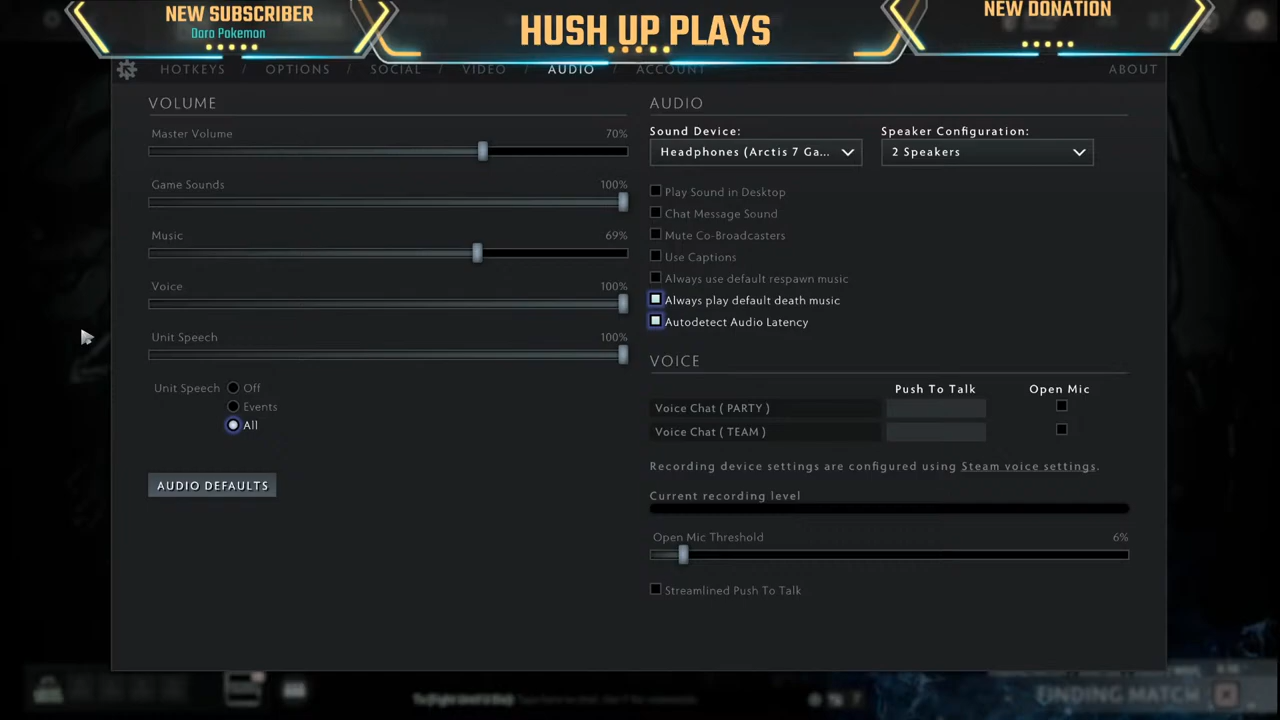 NEW SUBSCRIBER
Dara Pokemon
HUSH UP PLAYS
NEW DONATION
HOTKEYS / OPTIONS / SOCIAL / VIDEO / AUDIO / ACCOUNT
ABOUT
VOLUME
Master Volume 70%
Game Sounds 100%
Music 69%
Voice 100%
Unit Speech 100%
Unit Speech Off
Events
All
AUDIO DEFAULTS
AUDIO
Sound Device: Speaker Configuration:
Headphones (Arctis 7 Ga... 2 Speakers
Play Sound in Desktop
Chat Message Sound
Mute Co-Broadcasters
Use Captions
Always use default respawn music
Always play default death music
Autodetect Audio Latency
VOICE
Push To Talk Open Mic
Voice Chat ( PARTY )
Voice Chat ( TEAM )
Recording device settings are configured using Steam voice settings.
Current recording level
Open Mic Threshold 6%
Streamlined Push To Talk
FINDING MATCH